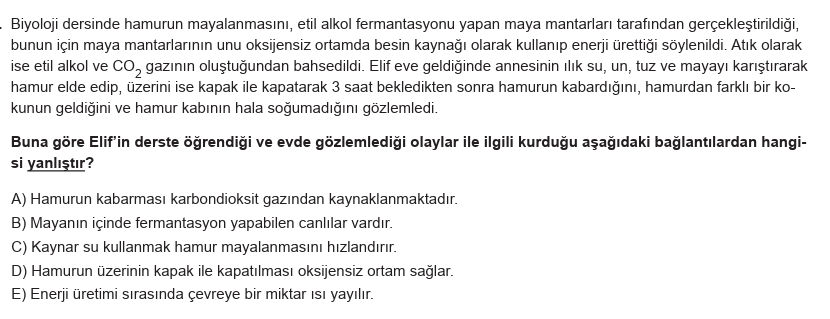 . Biyoloji dersinde hamurun mayalanmasını, etil alkol fermantasyonu yapan maya mantarları tarafından gerçekleştirildiği,
bunun için maya mantarlarının unu oksijensiz ortamda besin kaynağı olarak kullanıp enerji ürettiği söylenildi. Atık olarak
ise etil alkol ve CO₂ gazının oluştuğundan bahsedildi. Elif eve geldiğinde annesinin ılık su, un, tuz ve mayayı karıştırarak
hamur elde edip, üzerini ise kapak ile kapatarak 3 saat bekledikten sonra hamurun kabardığını, hamurdan farklı bir ko-
kunun geldiğini ve hamur kabının hala soğumadığını gözlemledi.
Buna göre Elif'in derste öğrendiği ve evde gözlemlediği olaylar ile ilgili kurduğu aşağıdaki bağlantılardan hangi-
si yanlıştır?
A) Hamurun kabarması karbondioksit gazından kaynaklanmaktadır.
B) Mayanın içinde fermantasyon yapabilen canlılar vardır.
C) Kaynar su kullanmak hamur mayalanmasını hızlandırır.
D) Hamurun üzerinin kapak ile kapatılması oksijensiz ortam sağlar.
E) Enerji üretimi sırasında çevreye bir miktar ısı yayılır.